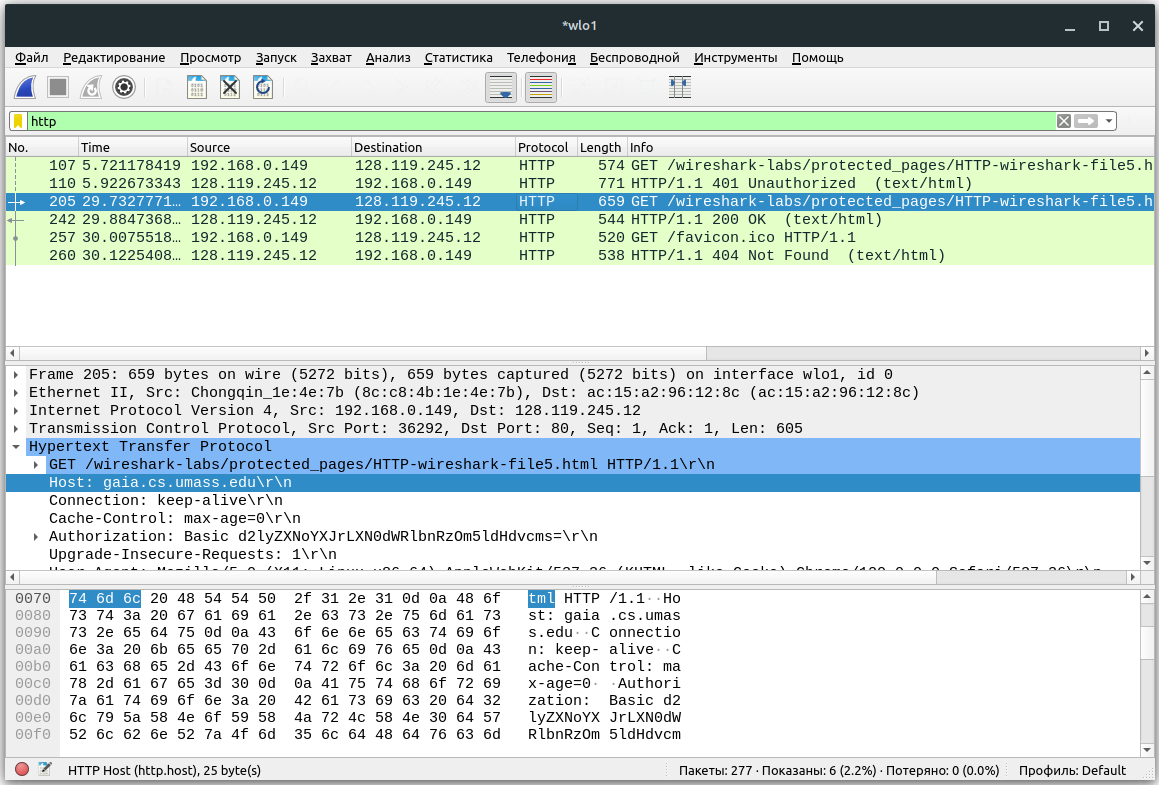 *wlo1
Файл Редактирование Просмотр Запуск Захват Анализ Статистика Телефония Беспроводной Инструменты Помощь
http
No. Time Source Destination Protocol Length Info
107 5.721178419 192.168.0.149 128.119.245.12 HTTP 574 GET /wireshark-labs/protected_pages/HTTP-wireshark-file5.h
110 5.922673343 128.119.245.12 192.168.0.149 HTTP 771 HTTP/1.1 401 Unauthorized (text/html)
205 29.7327771… 192.168.0.149 128.119.245.12 HTTP 659 GET /wireshark-labs/protected_pages/HTTP-wireshark-file5.h
242 29.8847368… 128.119.245.12 192.168.0.149 HTTP 544 HTTP/1.1 200 OK (text/html)
257 30.0075518… 192.168.0.149 128.119.245.12 HTTP 520 GET /favicon.ico HTTP/1.1
260 30.1225408… 128.119.245.12 192.168.0.149 HTTP 538 HTTP/1.1 404 Not Found (text/html)
Frame 205: 659 bytes on wire (5272 bits), 659 bytes captured (5272 bits) on interface wlo1, id 0
Ethernet II, Src: Chongqin_1e:4e:7b (8c:c8:4b:1e:4e:7b), Dst: ac:15:a2:96:12:8c (ac:15:a2:96:12:8c)
Internet Protocol Version 4, Src: 192.168.0.149, Dst: 128.119.245.12
Transmission Control Protocol, Src Port: 36292, Dst Port: 80, Seq: 1, Ack: 1, Len: 605
Hypertext Transfer Protocol
GET /wireshark-labs/protected_pages/HTTP-wireshark-file5.html HTTP/1.1\r\n
Host: gaia.cs.umass.edu\r\n
Connection: keep-alive\r\n
Cache-Control: max-age=0\r\n
Authorization: Basic d2lyZXNoYXJrLXN0dWRlbnRzOm5ldHdvcms=\r\n
Upgrade-Insecure-Requests: 1\r\n
0070 74 6d 6c 20 48 54 54 50 2f 31 2e 31 0d 0a 48 6f tml HTTP /1.1··Ho
0080 73 74 3a 20 67 61 69 61 2e 63 73 2e 75 6d 61 73 st: gaia .cs.umas
0090 73 2e 65 64 75 0d 0a 43 6f 6e 6e 65 63 74 69 6f s.edu··C onnectio
00a0 6e 3a 20 6b 65 65 70 2d 61 6c 69 76 65 0d 0a 43 n: keep- alive··C
00b0 61 63 68 65 2d 43 6f 6e 74 72 6f 6c 3a 20 6d 61 ache-Con trol: ma
00c0 78 2d 61 67 65 3d 30 0d 0a 41 75 74 68 6f 72 69 x-age=0· ·Authori
00d0 7a 61 74 69 6f 6e 3a 20 42 61 73 69 63 20 64 32 zation: Basic d2
00e0 6c 79 5a 58 4e 6f 59 58 4a 72 4c 58 4e 30 64 57 lyZXNoYX JrLXN0dW
00f0 52 6c 62 6e 52 7a 4f 6d 35 6c 64 48 64 76 63 6d RlbnRzOm 5ldHdvcm
HTTP Host (http.host), 25 byte(s) Пакеты: 277 · Показаны: 6 (2.2%) · Потеряно: 0 (0.0%) Профиль: Default